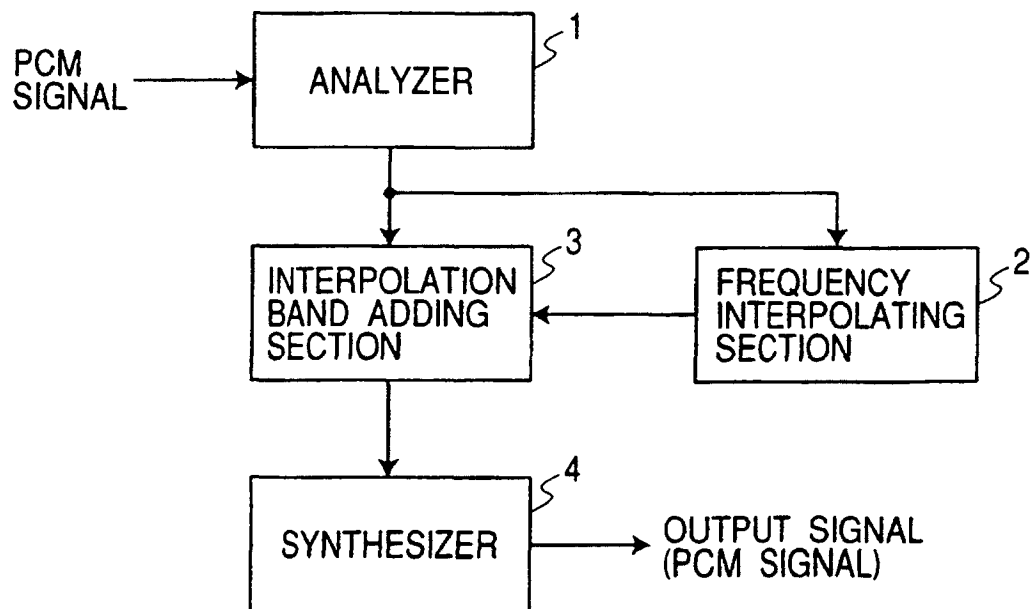 1
PCM
SIGNAL
ANALYZER
3
INTERPOLATION
BAND ADDING
SECTION
2
FREQUENCY
INTERPOLATING
SECTION
4
SYNTHESIZER
OUTPUT SIGNAL
(PCM SIGNAL)